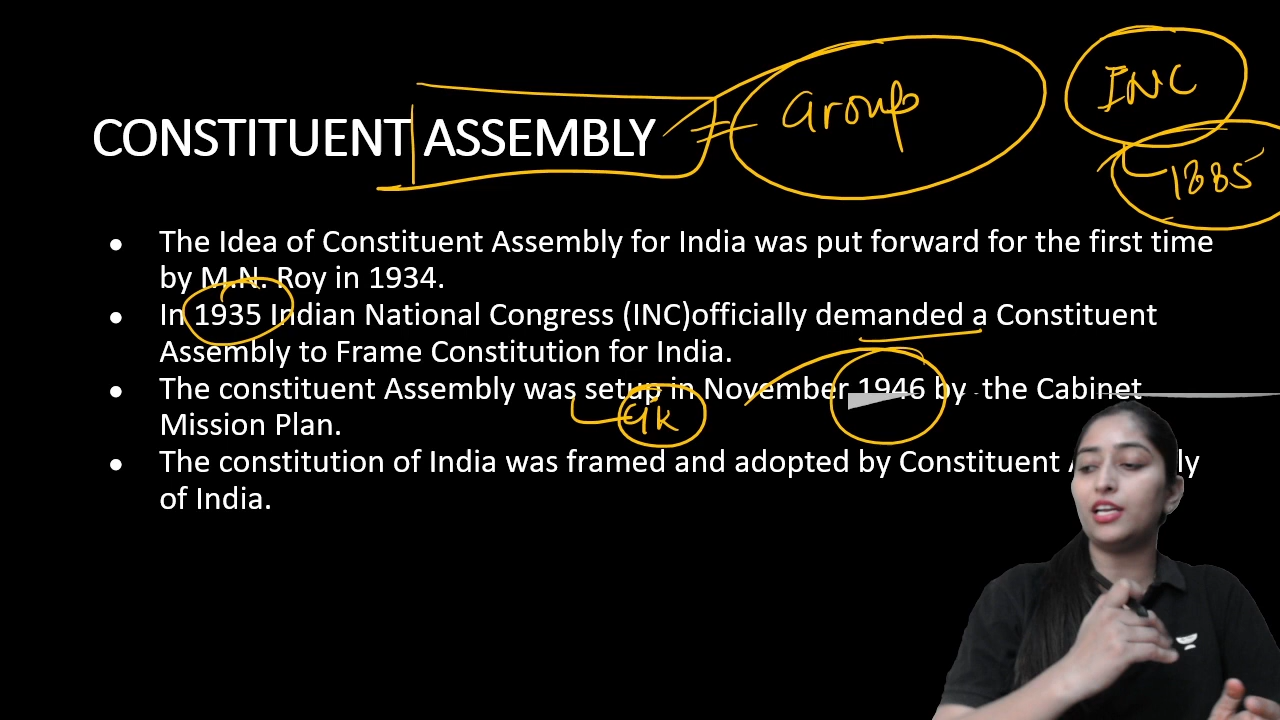 INC
Group
CONSTITUENT ASSEMBLY =
1885
● The Idea of Constituent Assembly for India was put forward for the first time
by M.N. Roy in 1934.
● In 1935 Indian National Congress (INC)officially demanded a Constituent
Assembly to Frame Constitution for India.
● The constituent Assembly was setup in November 1946 by the Cabinet
Mission Plan.
● The constitution of India was framed and adopted by Constituent ly
of India.